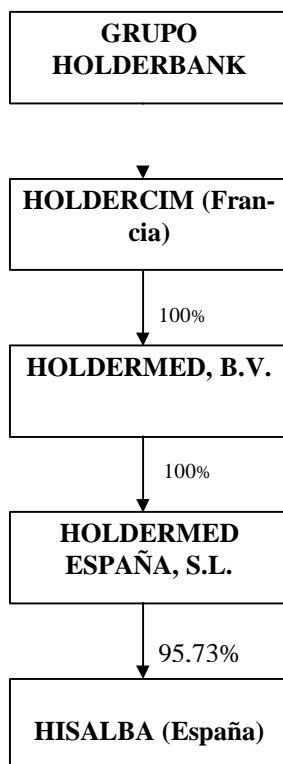 GRUPO
HOLDERBANK
HOLDERCIM (Fran-
cia)
100%
HOLDERMED, B.V.
100%
HOLDERMED
ESPAÑA, S.L.
95,73%
HISALBA (España)